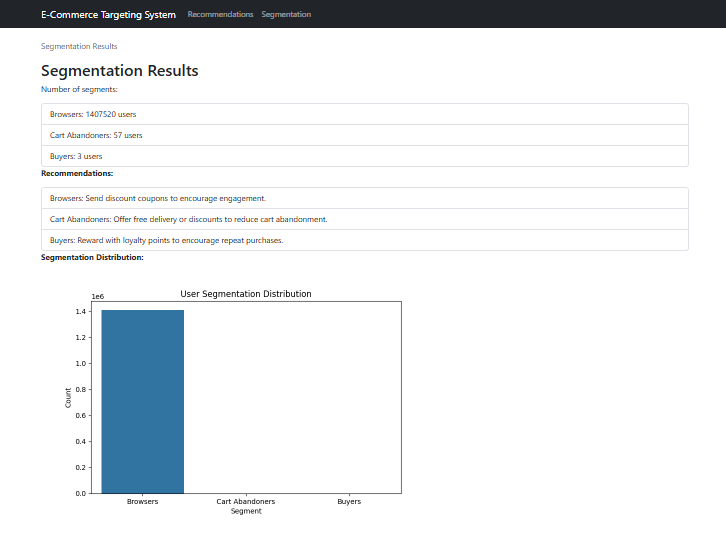 E-Commerce Targeting System Recommendations Segmentation
Segmentation Results
Segmentation Results
Number of segments:
Browsers: 1407520 users
Cart Abandoners: 57 users
Buyers: 3 users
Recommendations:
Browsers: Send discount coupons to encourage engagement.
Cart Abandoners: Offer free delivery or discounts to reduce cart abandonment.
Buyers: Reward with loyalty points to encourage repeat purchases.
Segmentation Distribution:
User Segmentation Distribution
1e6
1.4
1.2
1.0
0.8
0.6
0.4
0.2
0.0
Count
Browsers Cart Abandoners Buyers
Segment